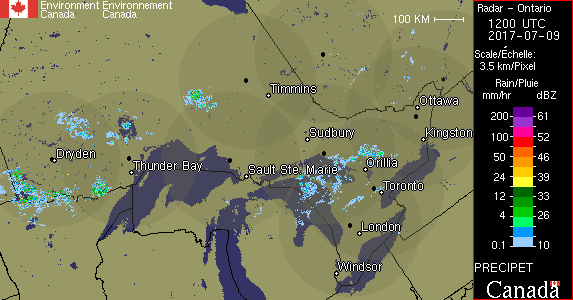 Environment Environnement
Canada Canada
100 KM
Timmins
Ottawa
Sudbury
Kingston
Dryden
Thunder Bay
Sault Ste. Marie
Orillia
Toronto
London
Windsor
Radar - Ontario
1200 UTC
2017-07-09
Scale/Échelle:
3.5 km/Pixel
Rain/Pluie
mm/hr dBZ
200 61
100 52
50 46
24 39
12 33
4 26
0.1 10
PRECIPET
Canada